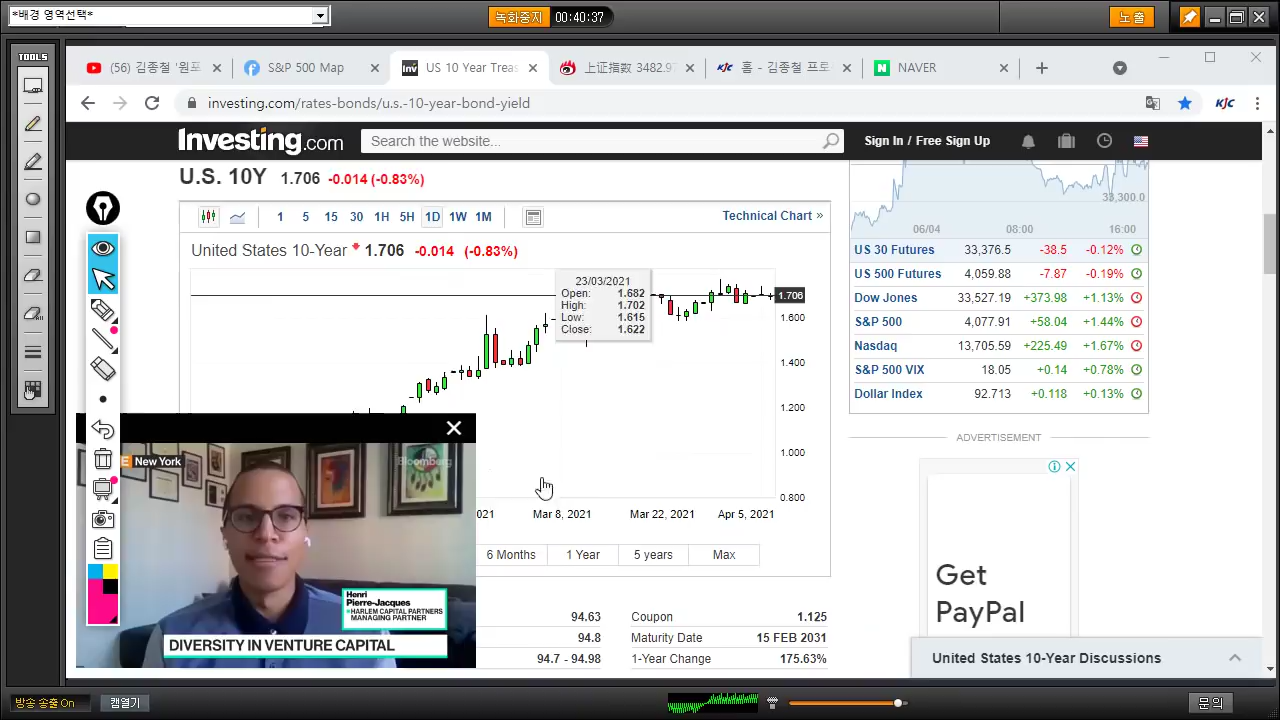 *배경 영역선택*
녹화중지 00:40:37
노출
TOOLS
(56) 김종철 '원포
S&P 500 Map
US 10 Year Treas
上证指数 3482.97
홈 - 김종철 프로
NAVER
investing.com/rates-bonds/u.s.-10-year-bond-yield
KJC
Investing.com
Search the website...
Sign In / Free Sign Up
U.S. 10Y 1.706 -0.014 (-0.83%)
1 5 15 30 1H 5H 1D 1W 1M
Technical Chart »
United States 10-Year 1.706 -0.014 (-0.83%)
23/03/2021
Open: 1.682
High: 1.702
Low: 1.615
Close: 1.622
1.706
1.600
1.400
1.200
1.000
0.800
021 Mar 8, 2021 Mar 22, 2021 Apr 5, 2021
6 Months 1 Year 5 years Max
94.63 Coupon 1.125
94.8 Maturity Date 15 FEB 2031
94.7 - 94.98 1-Year Change 175.63%
33,300.0
06/04 08:00 16:00
US 30 Futures 33,376.5 -38.5 -0.12%
US 500 Futures 4,059.88 -7.87 -0.19%
Dow Jones 33,527.19 +373.98 +1.13%
S&P 500 4,077.91 +58.04 +1.44%
Nasdaq 13,705.59 +225.49 +1.67%
S&P 500 VIX 18.05 +0.14 +0.78%
Dollar Index 92.713 +0.118 +0.13%
ADVERTISEMENT
Get
PayPal
United States 10-Year Discussions
E New York
Bloomberg
Henri
Pierre-Jacques
HARLEM CAPITAL PARTNERS
MANAGING PARTNER
DIVERSITY IN VENTURE CAPITAL
방송 송출 On
캠열기
문의